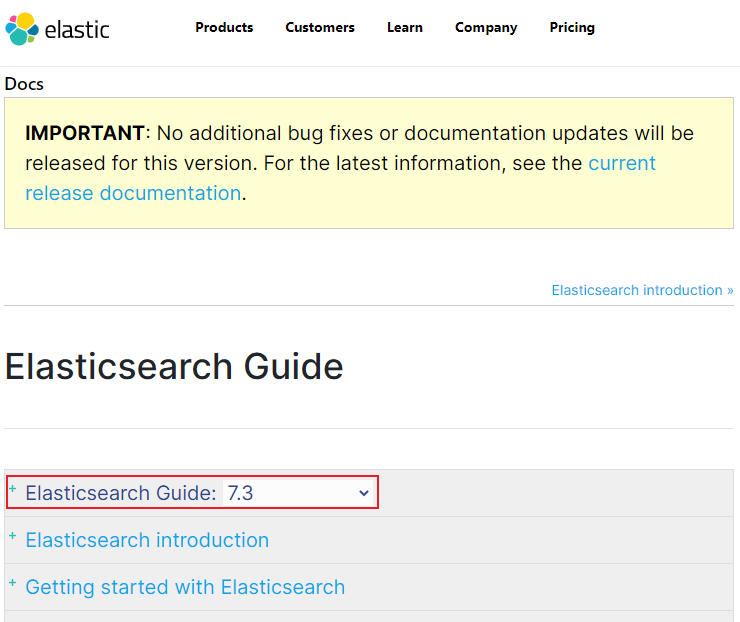 elastic Products Customers Learn Company Pricing
Docs
IMPORTANT: No additional bug fixes or documentation updates will be
released for this version. For the latest information, see the current
release documentation.
Elasticsearch introduction »
Elasticsearch Guide
+ Elasticsearch Guide: 7.3
+ Elasticsearch introduction
+ Getting started with Elasticsearch